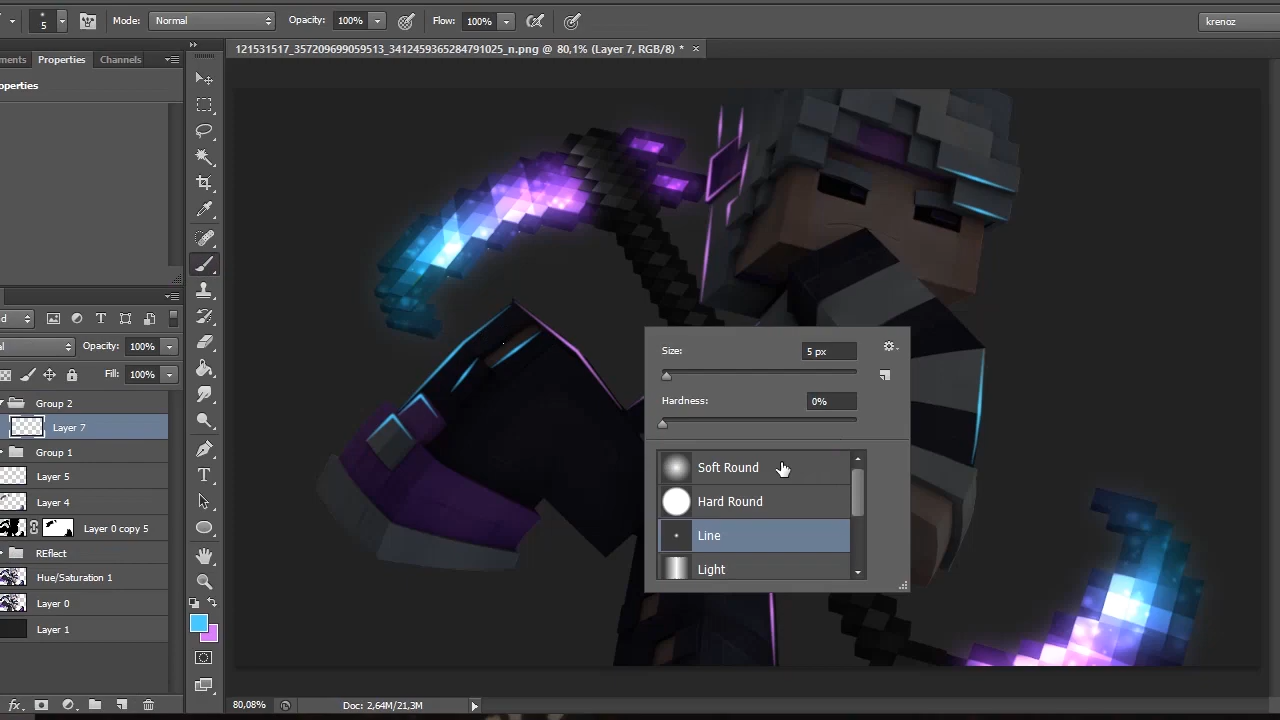 5 Mode: Normal Opacity: 100% Flow: 100% krenoz
ments Properties Channels
121531517_357209699059513_3412459365284791025_n.png @ 80,1% (Layer 7, RGB/8) * ×
operties
Size: 5 px
Hardness: 0%
Soft Round
Hard Round
Line
Light
d T
al Opacity: 100%
Fill: 100%
Group 2
Layer 7
Group 1
Layer 5
Layer 4
Layer 0 copy 5
REflect
Hue/Saturation 1
Layer 0
Layer 1
T
fx.
80,08% Doc: 2,64M/21,3M